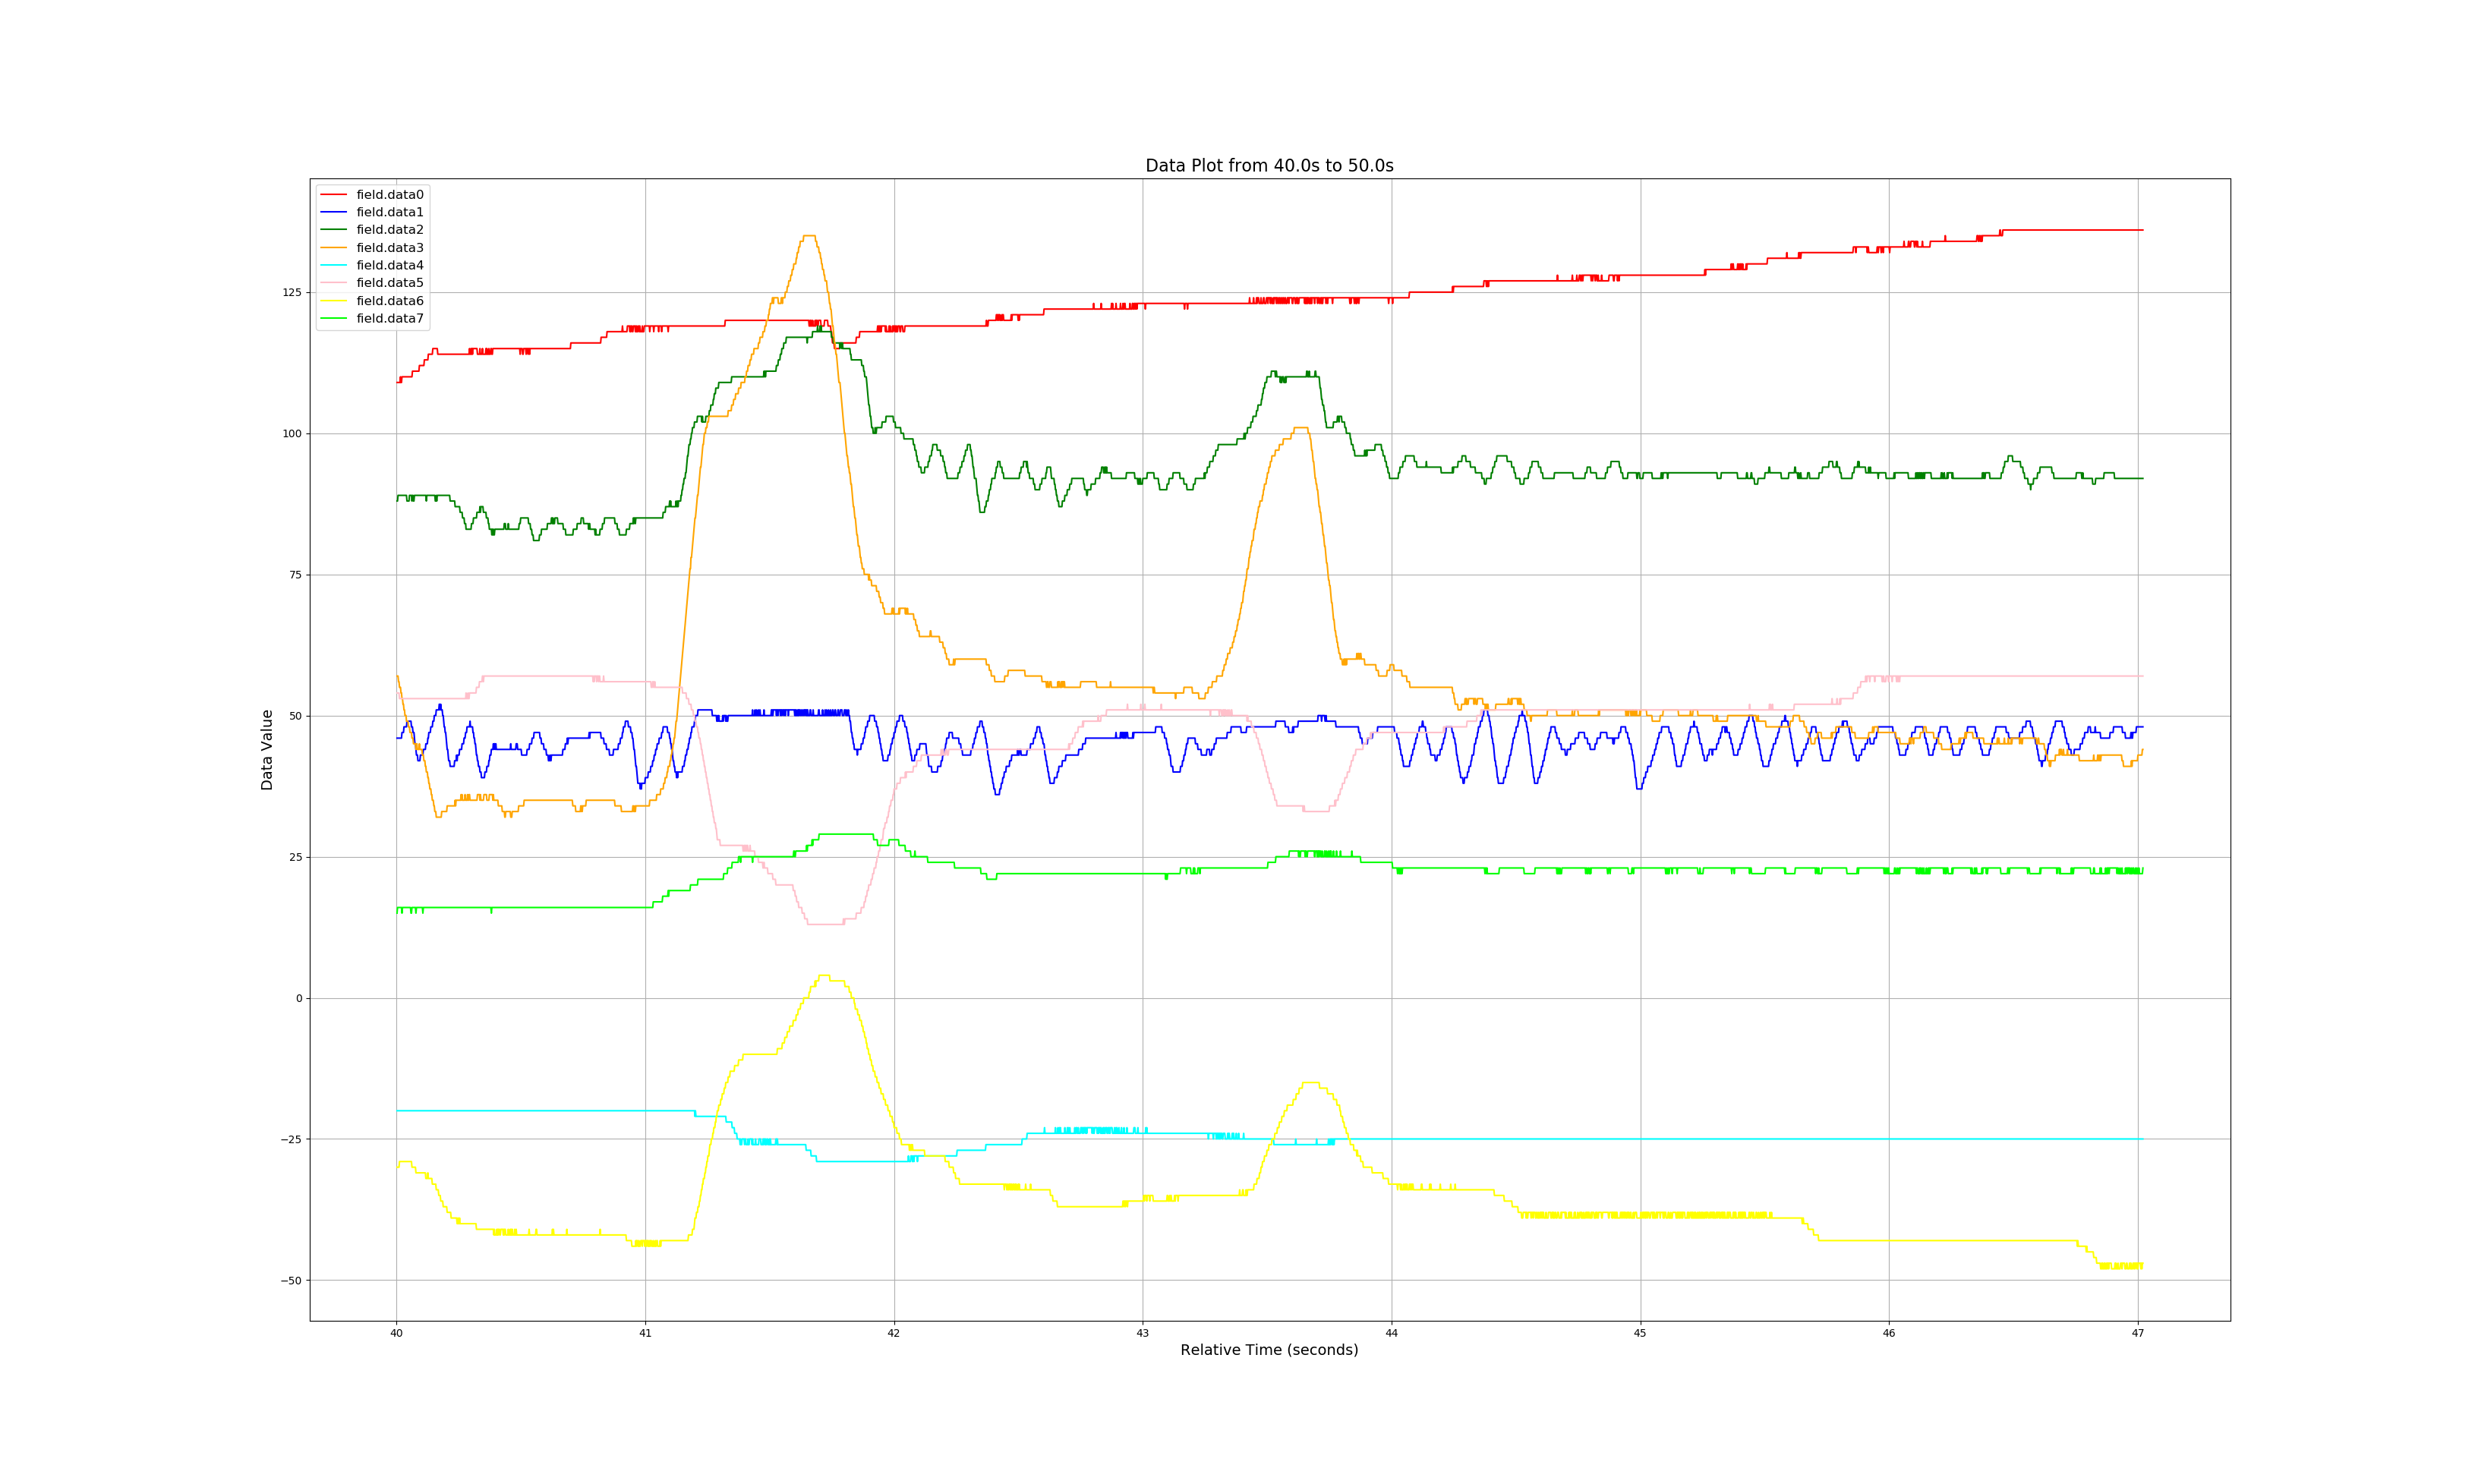 Data Plot from 40.0s to 50.0s
field.data0
field.data1
field.data2
field.data3
field.data4
field.data5
field.data6
field.data7
125
100
75
50
25
0
−25
−50
Data Value
40 41 42 43 44 45 46 47
Relative Time (seconds)